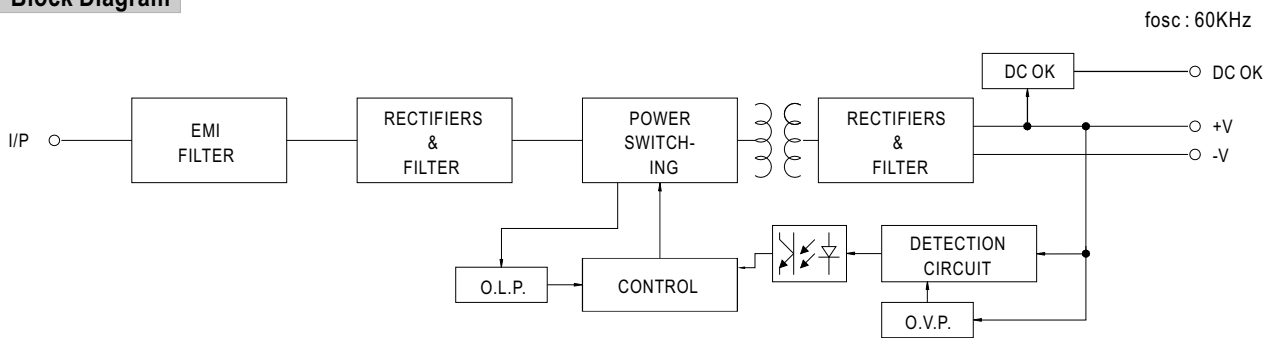 Block Diagram
fosc : 60KHz
DC OK
DC OK
I/P
EMI
FILTER
RECTIFIERS
&
FILTER
POWER
SWITCH-
ING
RECTIFIERS
&
FILTER
+V
-V
O.L.P.
CONTROL
DETECTION
CIRCUIT
O.V.P.